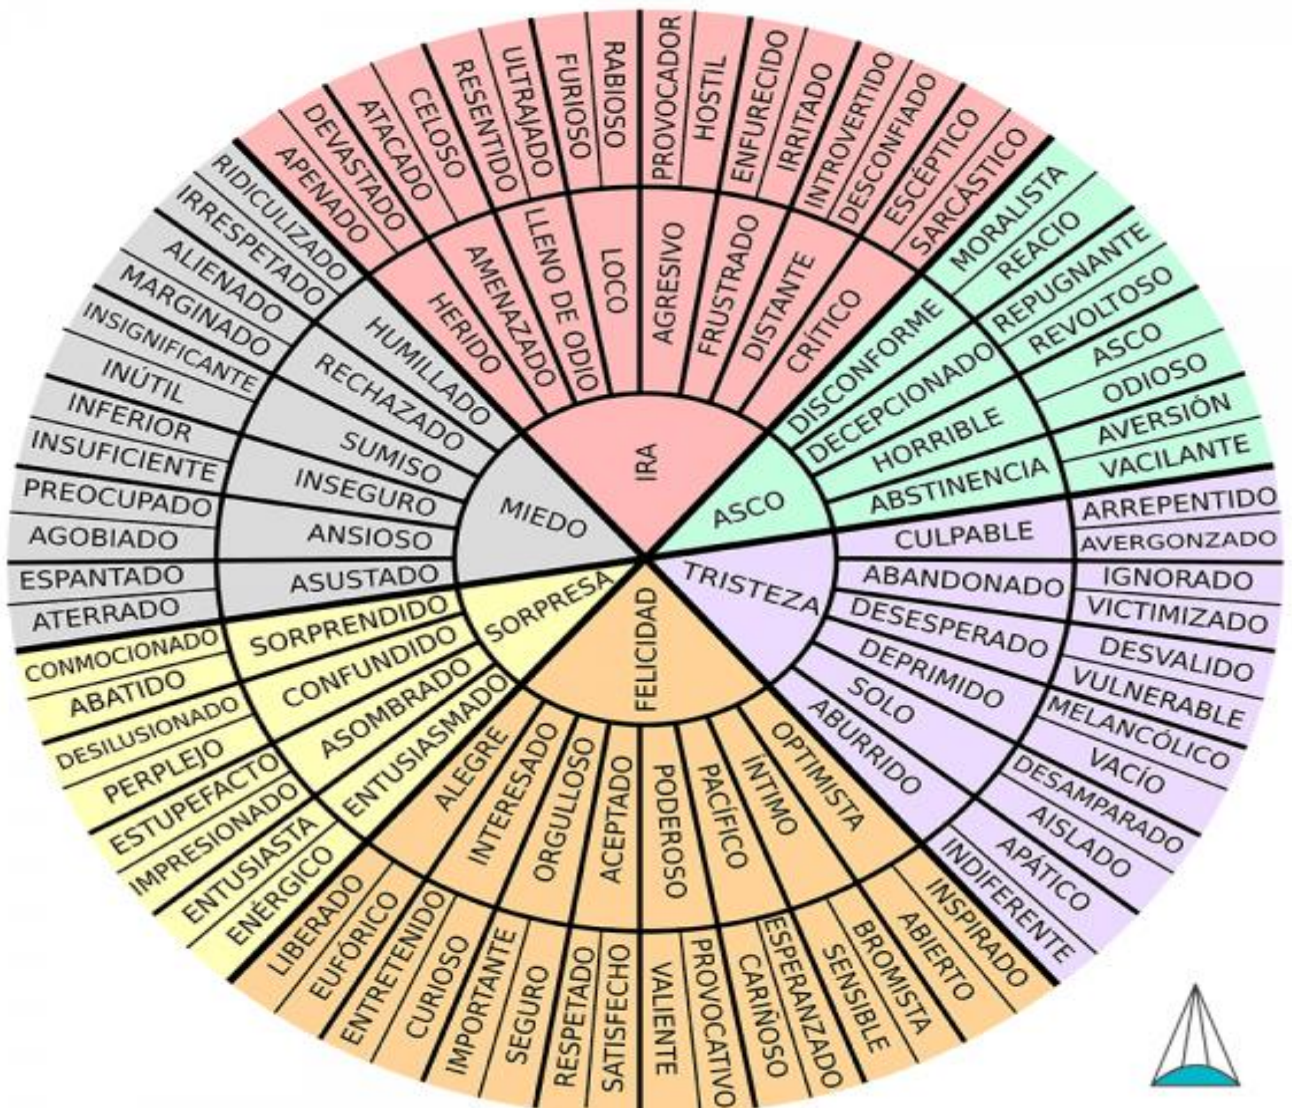 IRA
HERIDO
APENADO
DEVASTADO
AMENAZADO
ATACADO
CELOSO
LLENO DE ODIO
RESENTIDO
ULTRAJADO
LOCO
FURIOSO
RABIOSO
AGRESIVO
PROVOCADOR
HOSTIL
FRUSTRADO
ENFURECIDO
IRRITADO
DISTANTE
INTROVERTIDO
DESCONFIADO
CRÍTICO
ESCÉPTICO
SARCÁSTICO
ASCO
DISCONFORME
MORALISTA
REACIO
DECEPCIONADO
REPUGNANTE
REVOLTOSO
HORRIBLE
ASCO
ODIOSO
ABSTINENCIA
AVERSIÓN
VACILANTE
TRISTEZA
CULPABLE
ARREPENTIDO
AVERGONZADO
ABANDONADO
IGNORADO
VICTIMIZADO
DESESPERADO
DESVALIDO
VULNERABLE
DEPRIMIDO
MELANCÓLICO
VACÍO
SOLO
DESAMPARADO
AISLADO
ABURRIDO
APÁTICO
INDIFERENTE
FELICIDAD
OPTIMISTA
INSPIRADO
ABIERTO
ÍNTIMO
BROMISTA
SENSIBLE
PACÍFICO
ESPERANZADO
CARIÑOSO
PODEROSO
PROVOCATIVO
VALIENTE
ACEPTADO
SATISFECHO
RESPETADO
ORGULLOSO
SEGURO
IMPORTANTE
INTERESADO
CURIOSO
ENTRETENIDO
ALEGRE
EUFÓRICO
LIBERADO
SORPRESA
ENTUSIASMADO
ENÉRGICO
ENTUSIASTA
ASOMBRADO
IMPRESIONADO
ESTUPEFACTO
CONFUNDIDO
PERPLEJO
DESILUSIONADO
SORPRENDIDO
ABATIDO
CONMOCIONADO
MIEDO
ASUSTADO
ATERRADO
ESPANTADO
ANSIOSO
AGOBIADO
PREOCUPADO
INSEGURO
INSUFICIENTE
INFERIOR
SUMISO
INÚTIL
INSIGNIFICANTE
RECHAZADO
MARGINADO
ALIENADO
HUMILLADO
IRRESPETADO
RIDICULIZADO